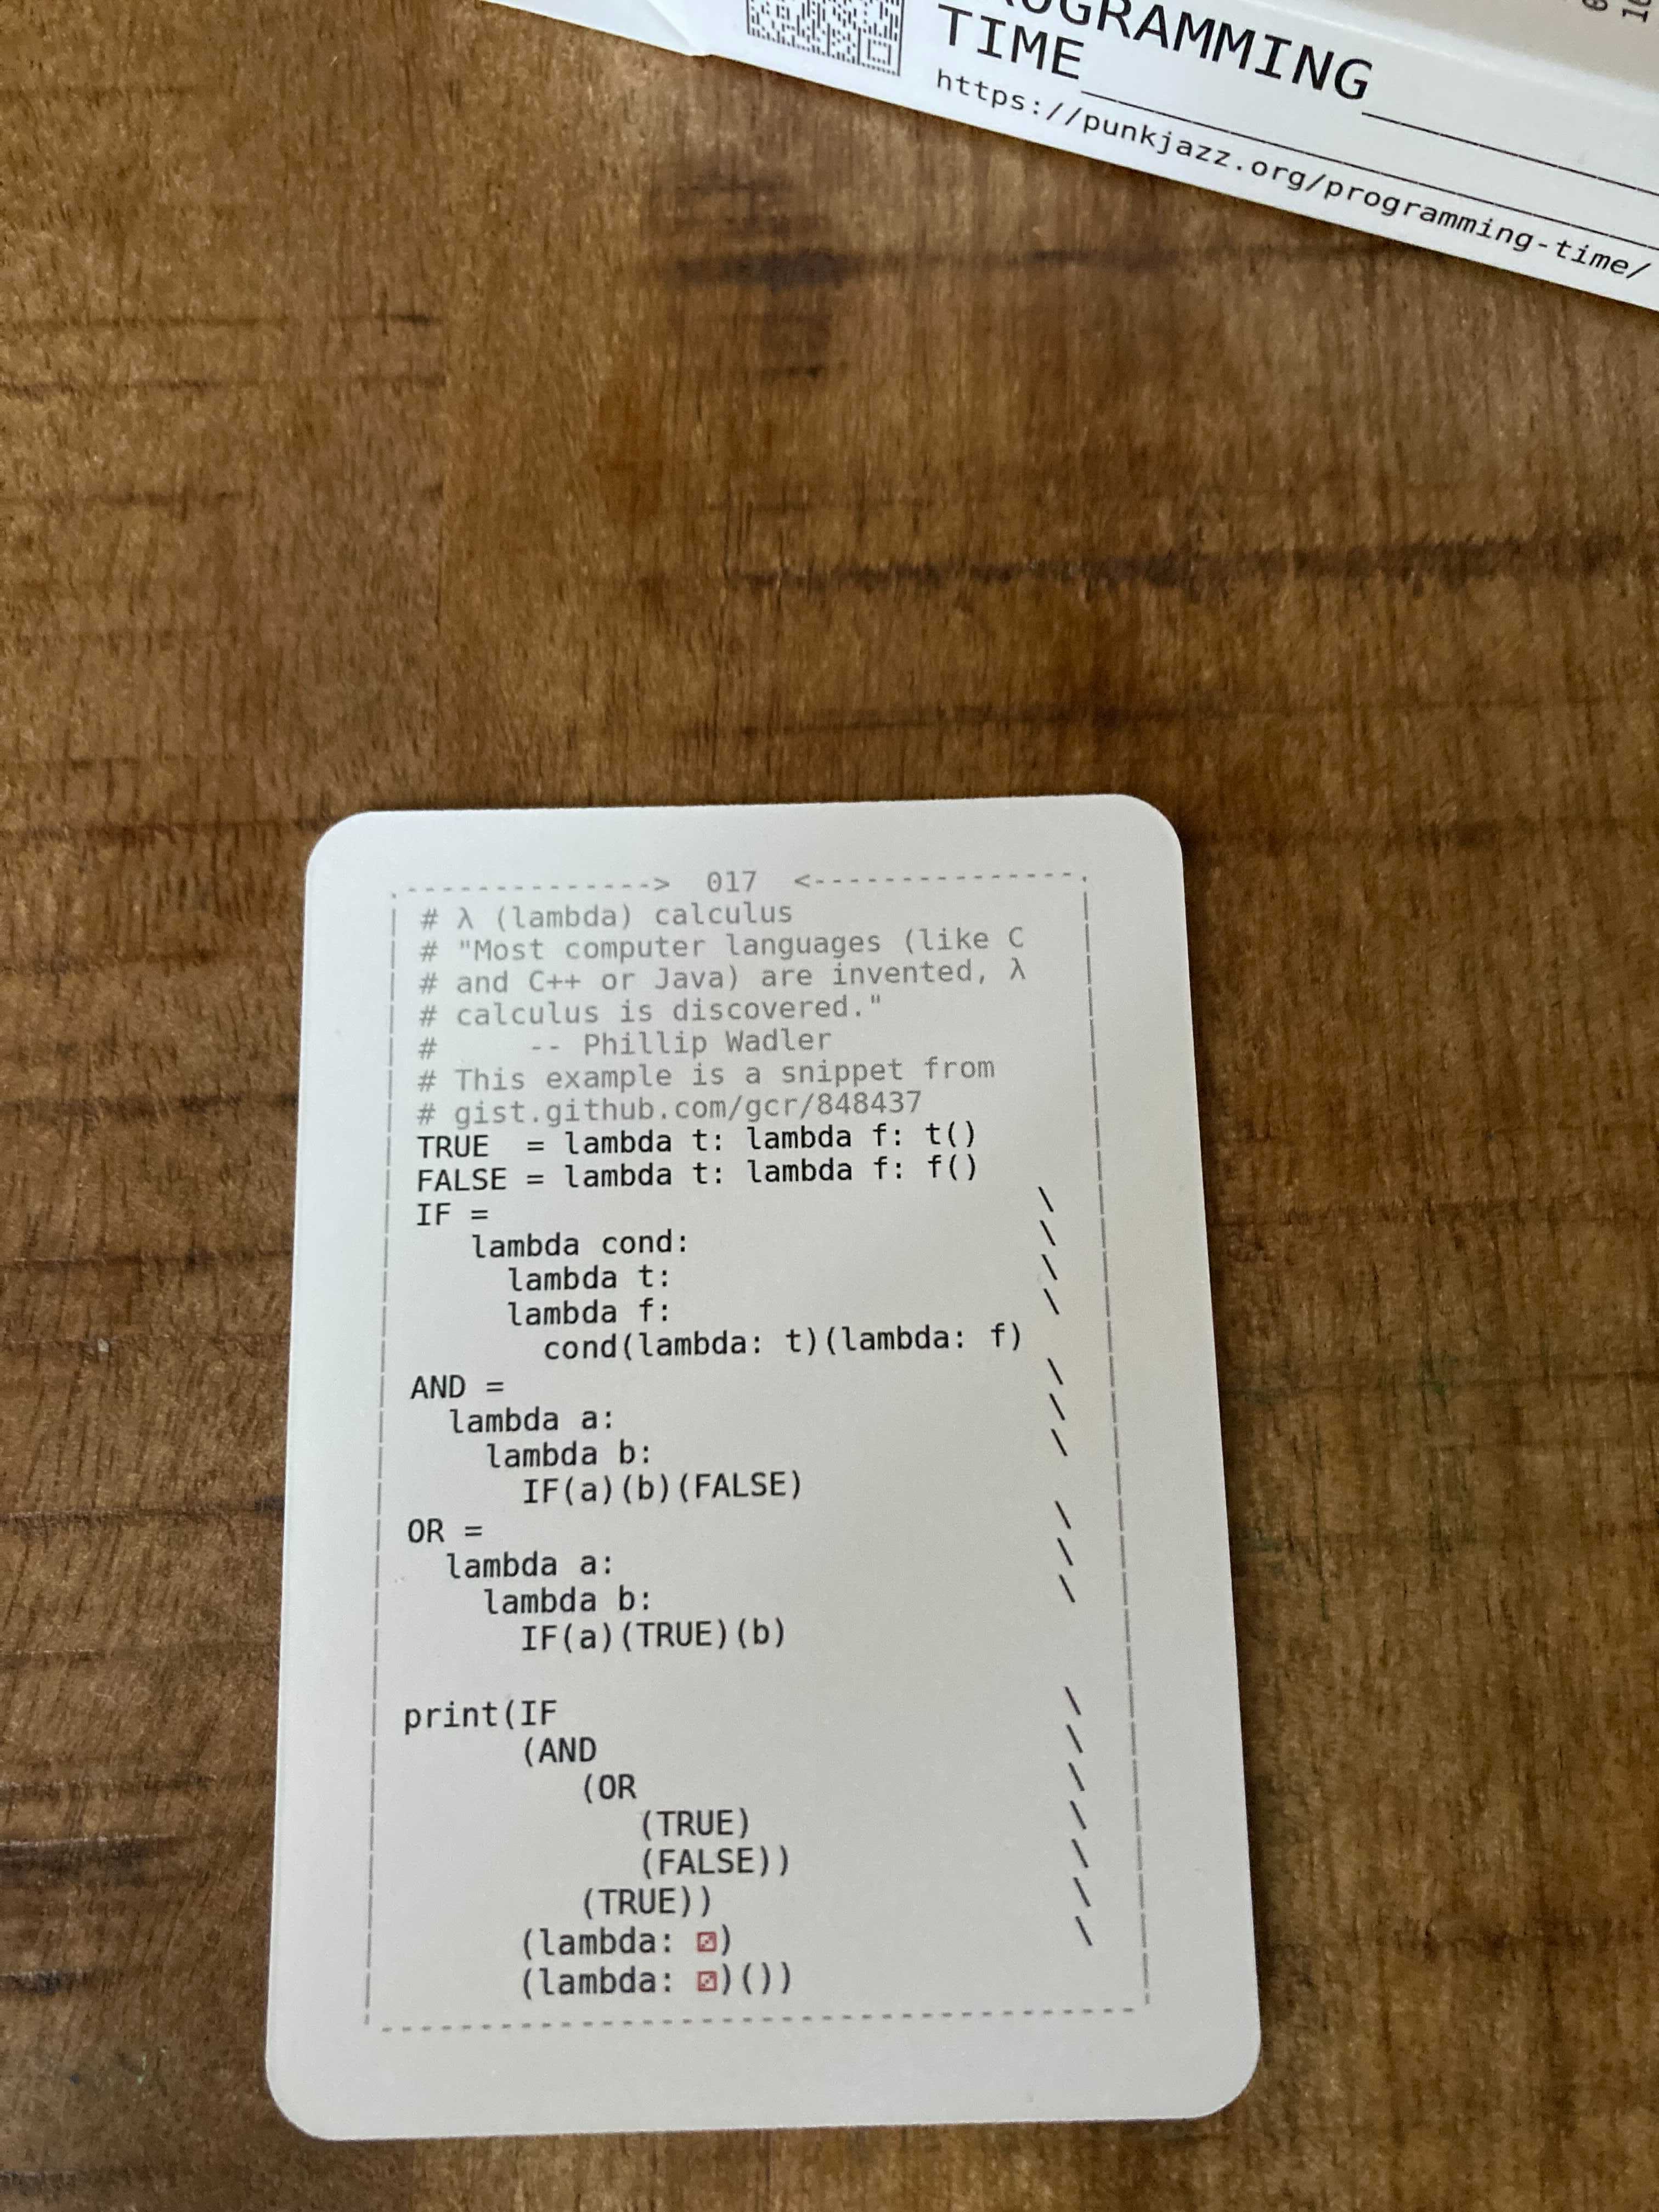 PROGRAMMING
TIME
https://punkjazz.org/programming-time/
.--------------> 017 <---------------.
| # λ (lambda) calculus |
| # "Most computer languages (like C |
| # and C++ or Java) are invented, λ |
| # calculus is discovered." |
| #     -- Phillip Wadler |
| # This example is a snippet from |
| # gist.github.com/gcr/848437 |
TRUE  = lambda t: lambda f: t()
FALSE = lambda t: lambda f: f()
IF = \
   lambda cond: \
     lambda t: \
     lambda f: \
       cond(lambda: t)(lambda: f)
AND = \
  lambda a: \
    lambda b: \
      IF(a)(b)(FALSE)
OR = \
  lambda a: \
    lambda b: \
      IF(a)(TRUE)(b)
print(IF \
      (AND \
         (OR \
            (TRUE) \
            (FALSE)) \
         (TRUE)) \
      (lambda: ⚂) \
      (lambda: ⚂)())